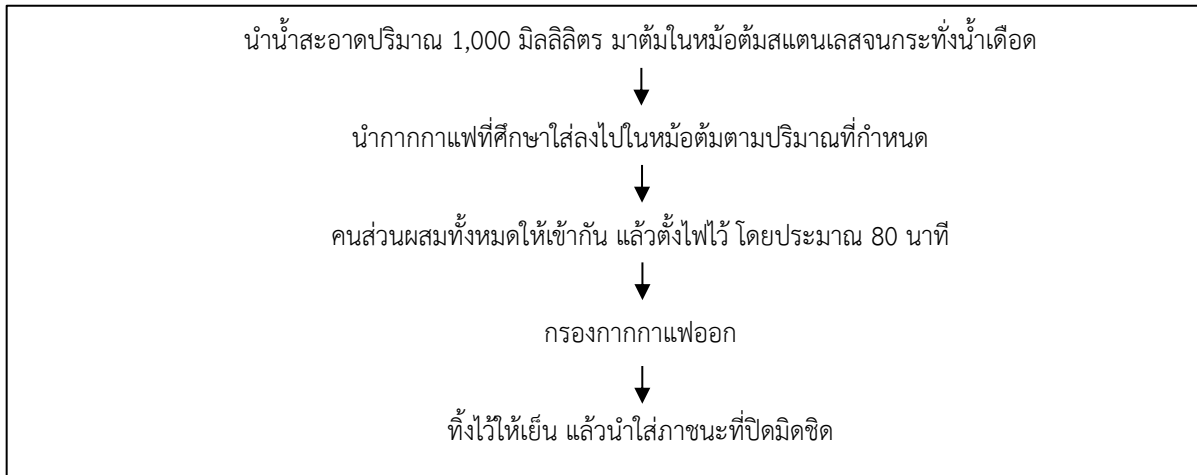 นำน้ำสะอาดปริมาณ 1,000 มิลลิลิตร มาต้มในหม้อต้มสแตนเลสจนกระทั่งน้ำเดือด
นำกากกาแฟที่ศึกษาใส่ลงไปในหม้อต้มตามปริมาณที่กำหนด
คนส่วนผสมทั้งหมดให้เข้ากัน แล้วตั้งไฟไว้ โดยประมาณ 80 นาที
กรองกากกาแฟออก
ทิ้งไว้ให้เย็น แล้วนำใส่ภาชนะที่ปิดมิดชิด